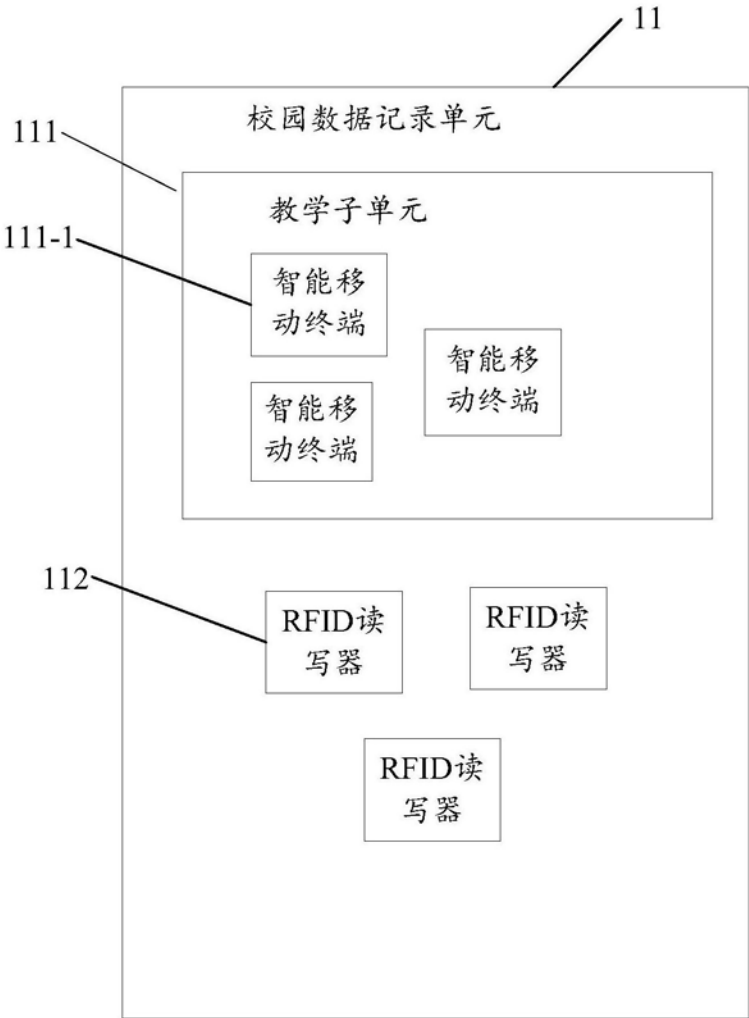 11
校园数据记录单元
111
教学子单元
111-1
智能移
动终端
智能移
动终端
智能移
动终端
112
RFID读
写器
RFID读
写器
RFID读
写器